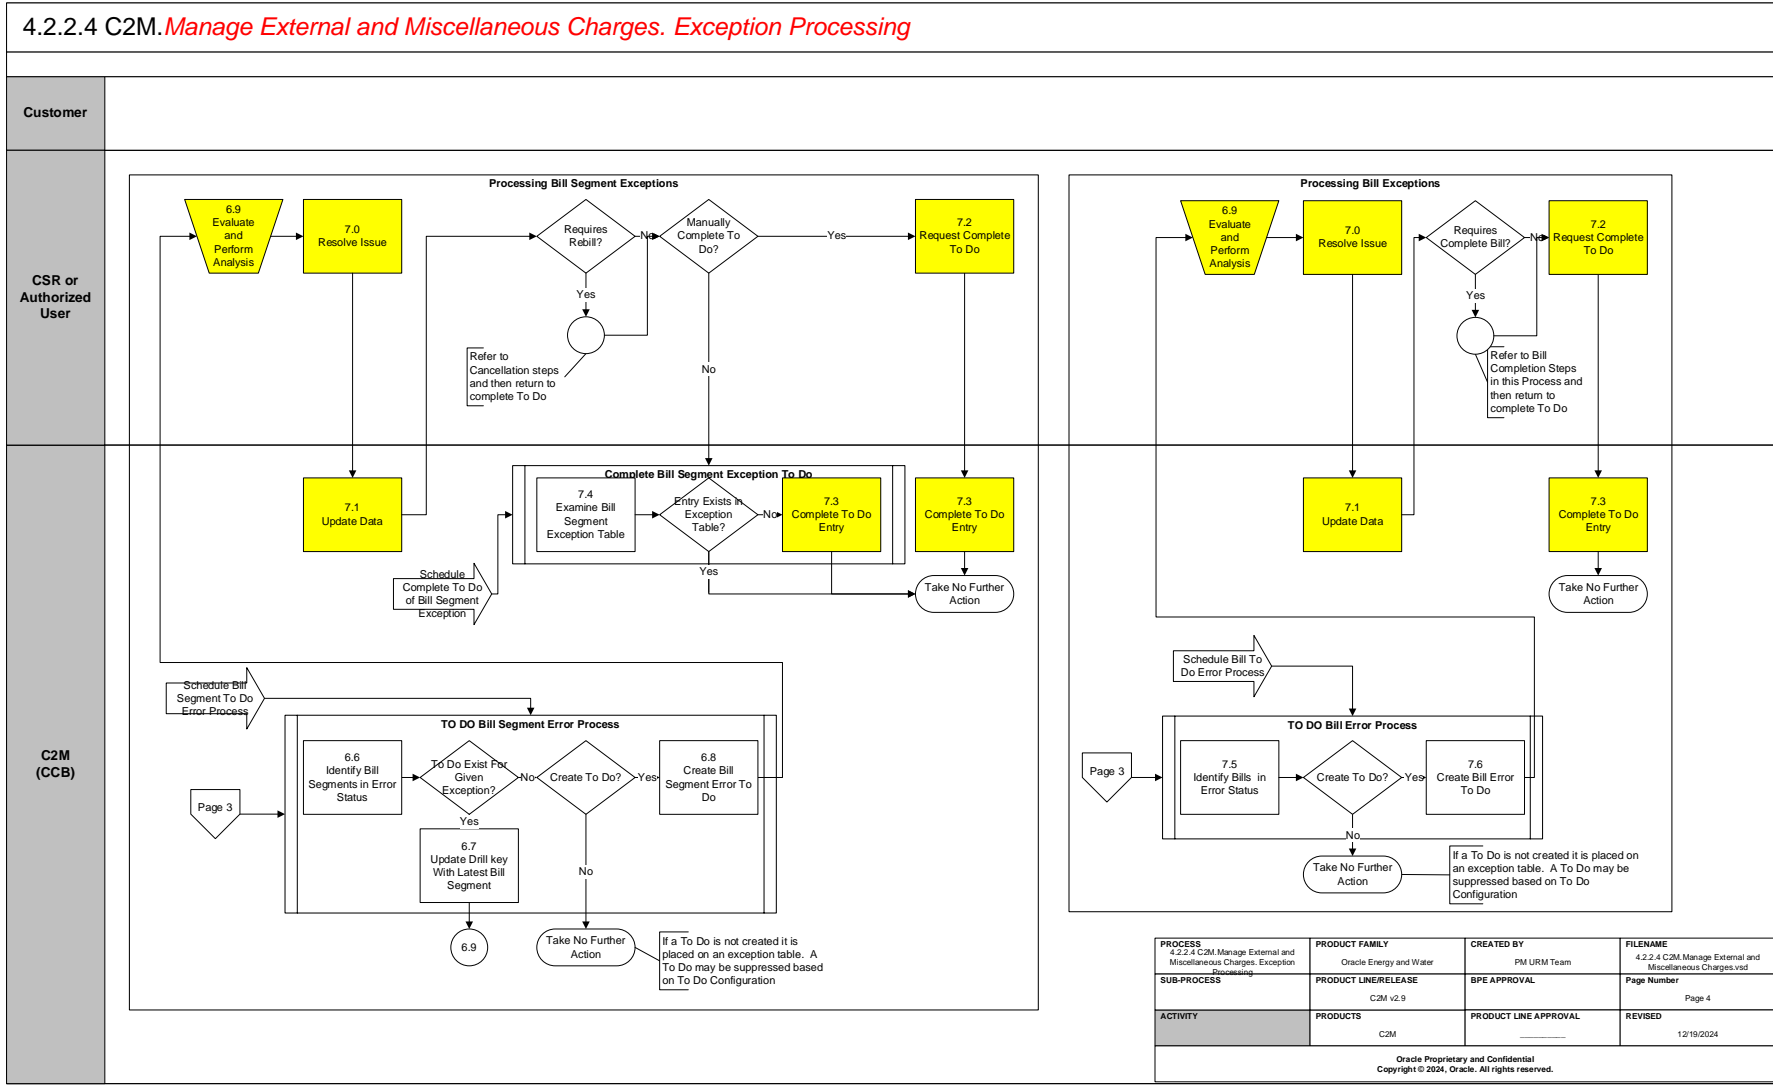 4.2.2.4 C2M.Manage External and Miscellaneous Charges. Exception Processing
Customer
CSR or
Authorized
User
C2M
(CCB)
Processing Bill Segment Exceptions
6.9
Evaluate
and
Perform
Analysis
7.0
Resolve Issue
Requires
Rebill?
No
Manually
Complete To
Do?
Yes
7.2
Request Complete
To Do
Yes
Refer to
Cancellation steps
and then return to
complete To Do
No
7.1
Update Data
Complete Bill Segment Exception To Do
7.4
Examine Bill
Segment
Exception Table
Entry Exists in
Exception
Table?
No
7.3
Complete To Do
Entry
7.3
Complete To Do
Entry
Yes
Schedule
Complete To Do
of Bill Segment
Exception
Take No Further
Action
Schedule Bill
Segment To Do
Error Process
TO DO Bill Segment Error Process
6.6
Identify Bill
Segments in Error
Status
To Do Exist For
Given
Exception?
No
Create To Do?
Yes
6.8
Create Bill
Segment Error To
Do
Page 3
Yes
6.7
Update Drill key
With Latest Bill
Segment
No
6.9
Take No Further
Action
If a To Do is not created it is
placed on an exception table.  A
To Do may be suppressed based
on To Do Configuration
Processing Bill Exceptions
6.9
Evaluate
and
Perform
Analysis
7.0
Resolve Issue
Requires
Complete Bill?
No
7.2
Request Complete
To Do
Yes
Refer to Bill
Completion Steps
in this Process and
then return to
complete To Do
7.1
Update Data
7.3
Complete To Do
Entry
Take No Further
Action
Schedule Bill To
Do Error Process
TO DO Bill Error Process
Page 3
7.5
Identify Bills  in
Error Status
Create To Do?
Yes
7.6
Create Bill Error
To Do
No
Take No Further
Action
If a To Do is not created it is placed on
an exception table.  A To Do may be
suppressed based on To Do
Configuration
PROCESS
4.2.2.4 C2M.Manage External and
Miscellaneous Charges. Exception
Processing
PRODUCT FAMILY
Oracle Energy and Water
CREATED BY
PM URM Team
FILENAME
4.2.2.4 C2M.Manage External and
Miscellaneous Charges.vsd
SUB-PROCESS
PRODUCT LINE/RELEASE
C2M v2.9
BPE APPROVAL
Page Number
Page 4
ACTIVITY
PRODUCTS
C2M
PRODUCT LINE APPROVAL
___________
REVISED
12/19/2024
Oracle Proprietary and Confidential
Copyright © 2024, Oracle. All rights reserved.